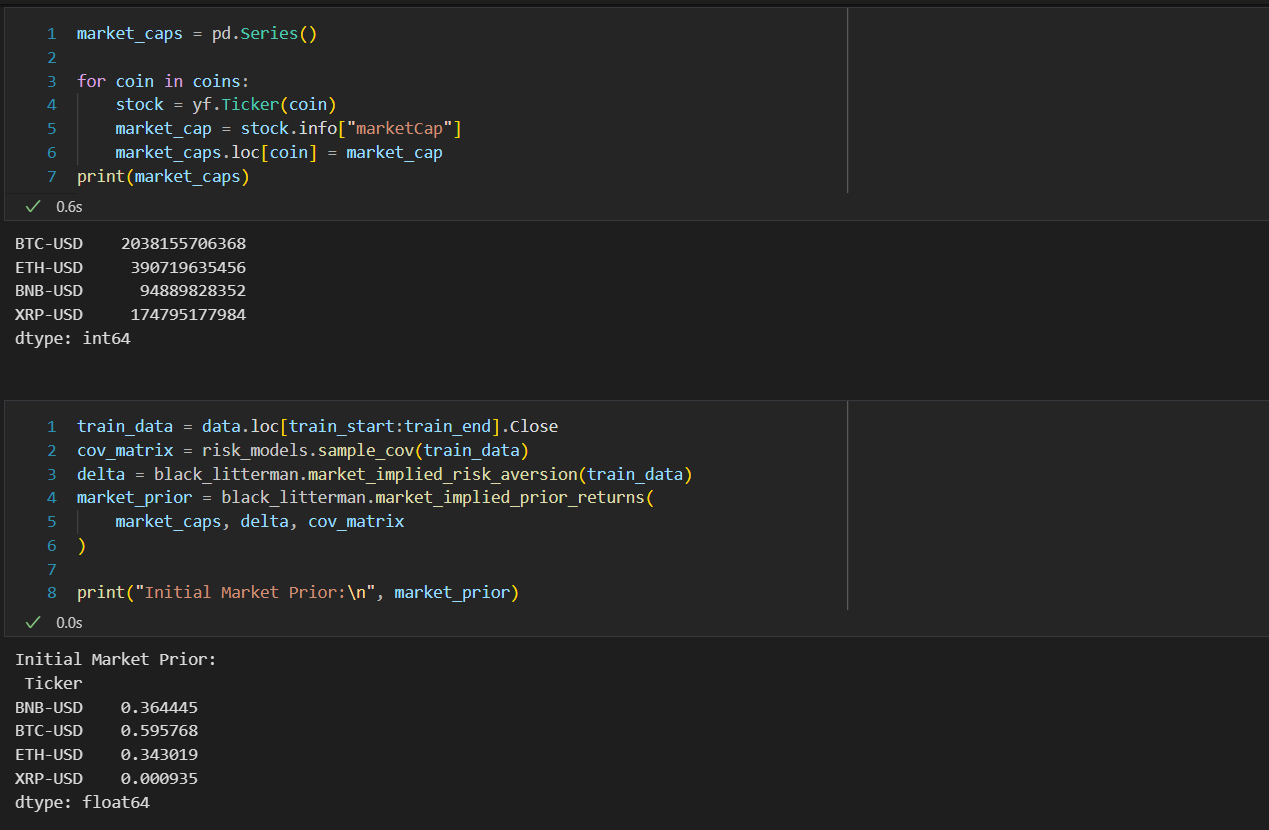 1 market_caps = pd.Series()
2
3 for coin in coins:
4     stock = yf.Ticker(coin)
5     market_cap = stock.info["marketCap"]
6     market_caps.loc[coin] = market_cap
7 print(market_caps)
✓ 0.6s
BTC-USD    2038155706368
ETH-USD     390719635456
BNB-USD      94889828352
XRP-USD     174795177984
dtype: int64
1 train_data = data.loc[train_start:train_end].Close
2 cov_matrix = risk_models.sample_cov(train_data)
3 delta = black_litterman.market_implied_risk_aversion(train_data)
4 market_prior = black_litterman.market_implied_prior_returns(
5     market_caps, delta, cov_matrix
6 )
7
8 print("Initial Market Prior:\n", market_prior)
✓ 0.0s
Initial Market Prior:
 Ticker
BNB-USD    0.364445
BTC-USD    0.595768
ETH-USD    0.343019
XRP-USD    0.000935
dtype: float64